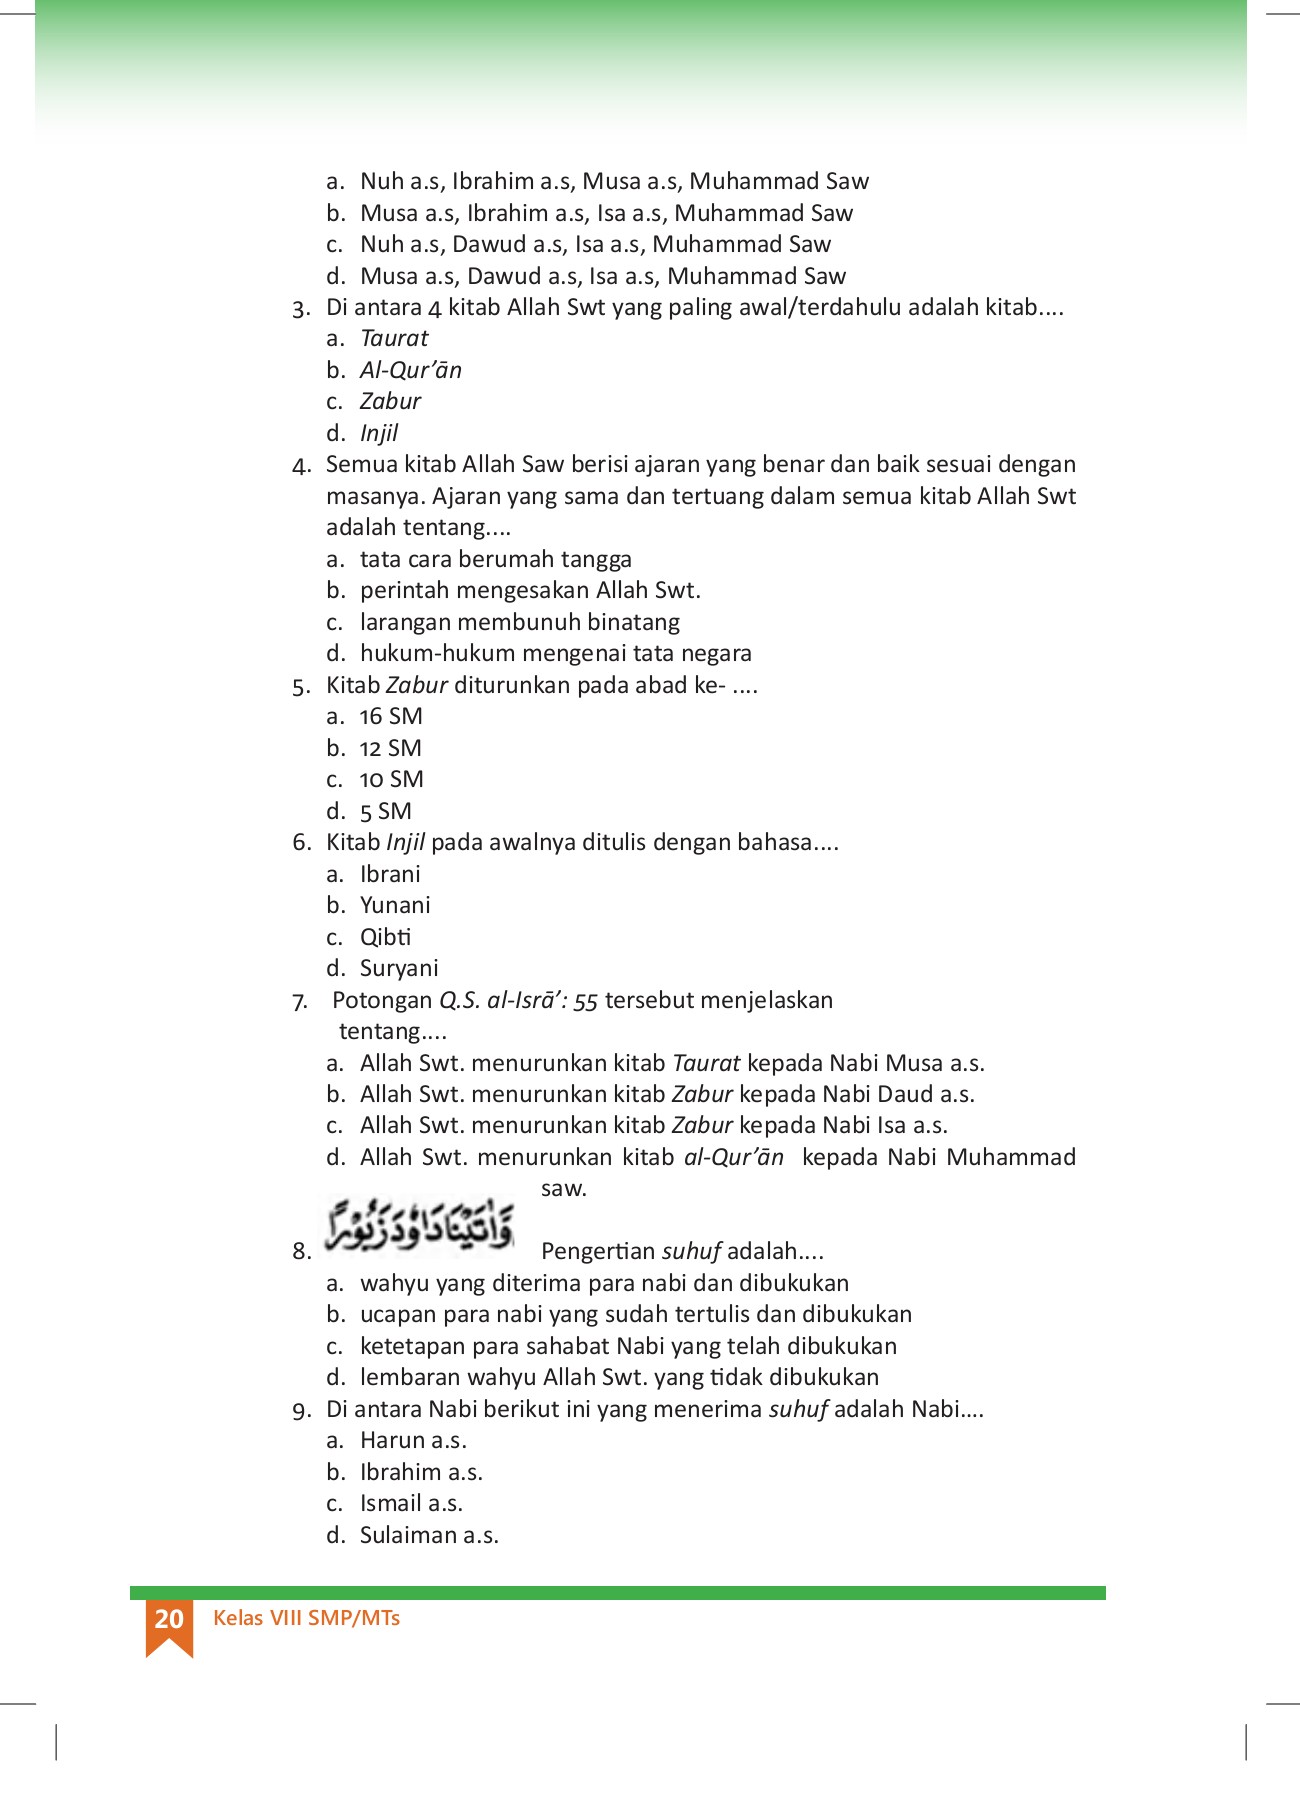 a. Nuh a.s, Ibrahim a.s, Musa a.s, Muhammad Saw
b. Musa a.s, Ibrahim a.s, Isa a.s, Muhammad Saw
c. Nuh a.s, Dawud a.s, Isa a.s, Muhammad Saw
d. Musa a.s, Dawud a.s, Isa a.s, Muhammad Saw
3. Di antara 4 kitab Allah Swt yang paling awal/terdahulu adalah kitab....
a. Taurat
b. Al-Qur’ān
c. Zabur
d. Injil
4. Semua kitab Allah Saw berisi ajaran yang benar dan baik sesuai dengan
masanya. Ajaran yang sama dan tertuang dalam semua kitab Allah Swt
adalah tentang....
a. tata cara berumah tangga
b. perintah mengesakan Allah Swt.
c. larangan membunuh binatang
d. hukum-hukum mengenai tata negara
5. Kitab Zabur diturunkan pada abad ke- ....
a. 16 SM
b. 12 SM
c. 10 SM
d. 5 SM
6. Kitab Injil pada awalnya ditulis dengan bahasa....
a. Ibrani
b. Yunani
c. Qibti
d. Suryani
7. Potongan Q.S. al-Isrā’: 55 tersebut menjelaskan
tentang....
a. Allah Swt. menurunkan kitab Taurat kepada Nabi Musa a.s.
b. Allah Swt. menurunkan kitab Zabur kepada Nabi Daud a.s.
c. Allah Swt. menurunkan kitab Zabur kepada Nabi Isa a.s.
d. Allah Swt. menurunkan kitab al-Qur’ān kepada Nabi Muhammad
saw.
وَّاٰتَيْنَا دَاوٗدَ زَبُوْرًا
8. Pengertian suhuf adalah....
a. wahyu yang diterima para nabi dan dibukukan
b. ucapan para nabi yang sudah tertulis dan dibukukan
c. ketetapan para sahabat Nabi yang telah dibukukan
d. lembaran wahyu Allah Swt. yang tidak dibukukan
9. Di antara Nabi berikut ini yang menerima suhuf adalah Nabi....
a. Harun a.s.
b. Ibrahim a.s.
c. Ismail a.s.
d. Sulaiman a.s.
20 Kelas VIII SMP/MTs